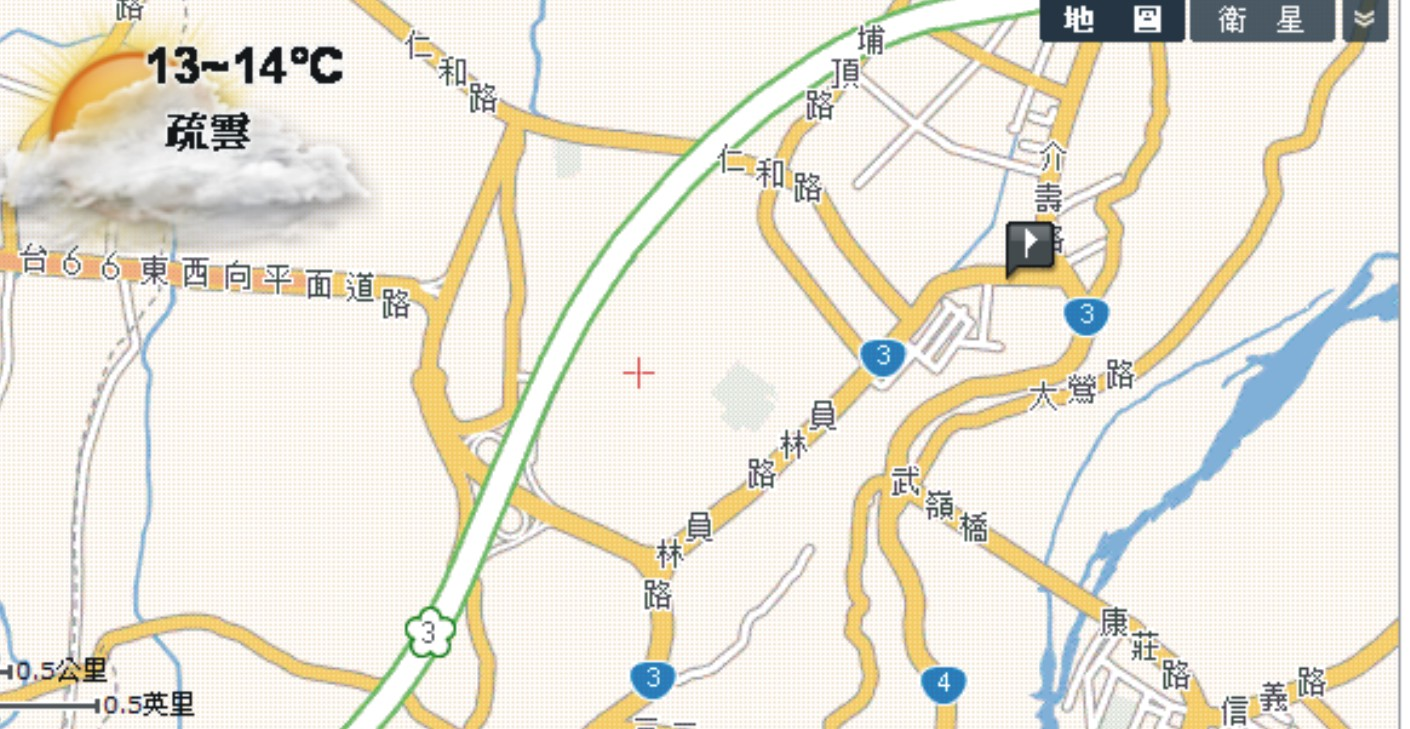 路
地圖
衛星
仁和路
埔頂路
13~14°C
疏雲
仁和路
介壽路
台66東西向平面道路
3
3
大鶯路
員林路
武嶺橋
員林路
3
康莊路
0.5公里
3
4
信義路
0.5英里